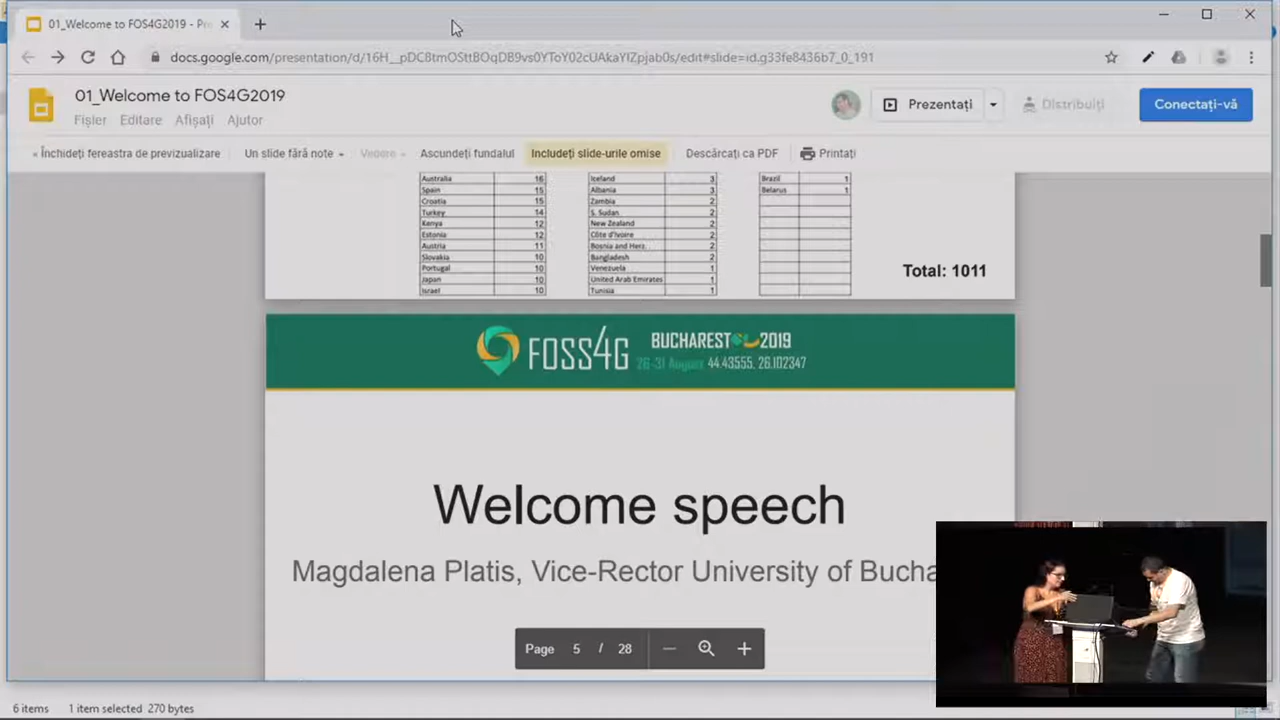 01_Welcome to FOS4G2019 - Pre
docs.google.com/presentation/d/16H__pDC8tmOSttBOqDB9vs0YToY02cUAkaYIZpjab0s/edit#slide=id.g33fe8436b7_0_191
01_Welcome to FOS4G2019
Fișier Editare Afișați Ajutor
Prezentați
Distribuiți
Conectați-vă
« Închideți fereastra de previzualizare
Un slide fără note
Vedere
Ascundeți fundalul
Includeți slide-urile omise
Descărcați ca PDF
Printați
Australia 16
Spain 15
Croatia 15
Turkey 14
Kenya 12
Estonia 12
Austria 11
Slovakia 10
Portugal 10
Japan 10
Israel 10
Iceland 3
Albania 3
Zambia 2
S. Sudan 2
New Zealand 2
Côte d'Ivoire 2
Bosnia and Herz. 2
Bangladesh 2
Venezuela 1
United Arab Emirates 1
Tunisia 1
Brazil 1
Belarus 1
Total: 1011
FOSS4G
BUCHAREST 2019
26-31 August 44.43555, 26.102347
Welcome speech
Magdalena Platis, Vice-Rector University of Bucha
Page 5 / 28
6 items 1 item selected 270 bytes